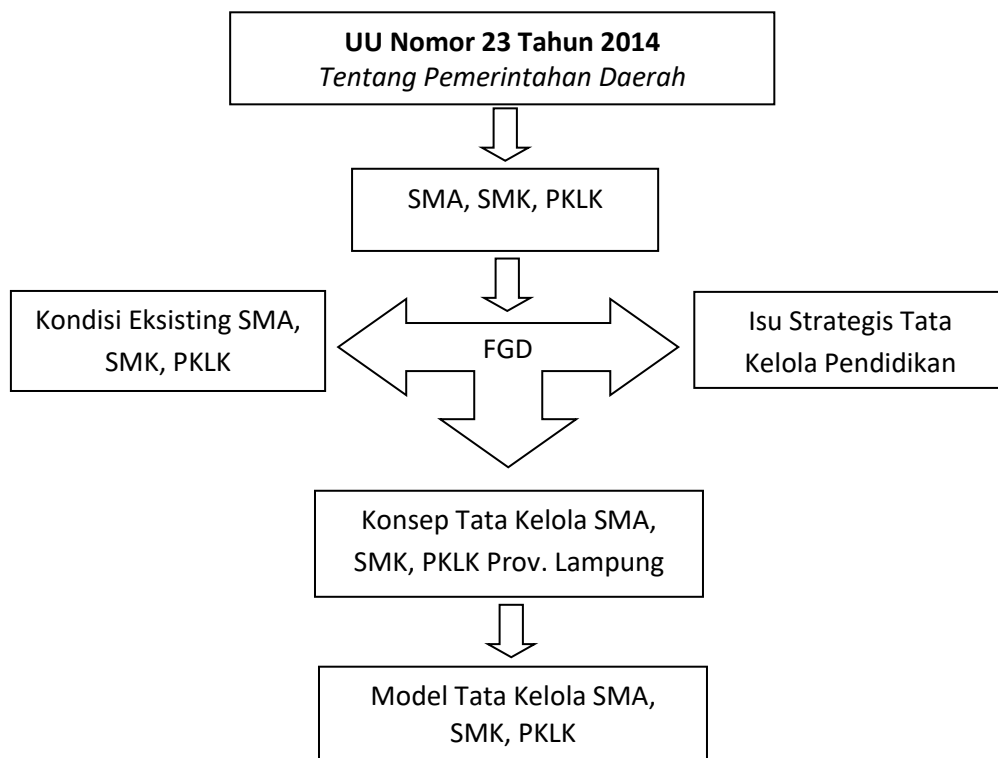 UU Nomor 23 Tahun 2014
Tentang Pemerintahan Daerah
SMA, SMK, PKLK
Kondisi Eksisting SMA,
SMK, PKLK
FGD
Isu Strategis Tata
Kelola Pendidikan
Konsep Tata Kelola SMA,
SMK, PKLK Prov. Lampung
Model Tata Kelola SMA,
SMK, PKLK